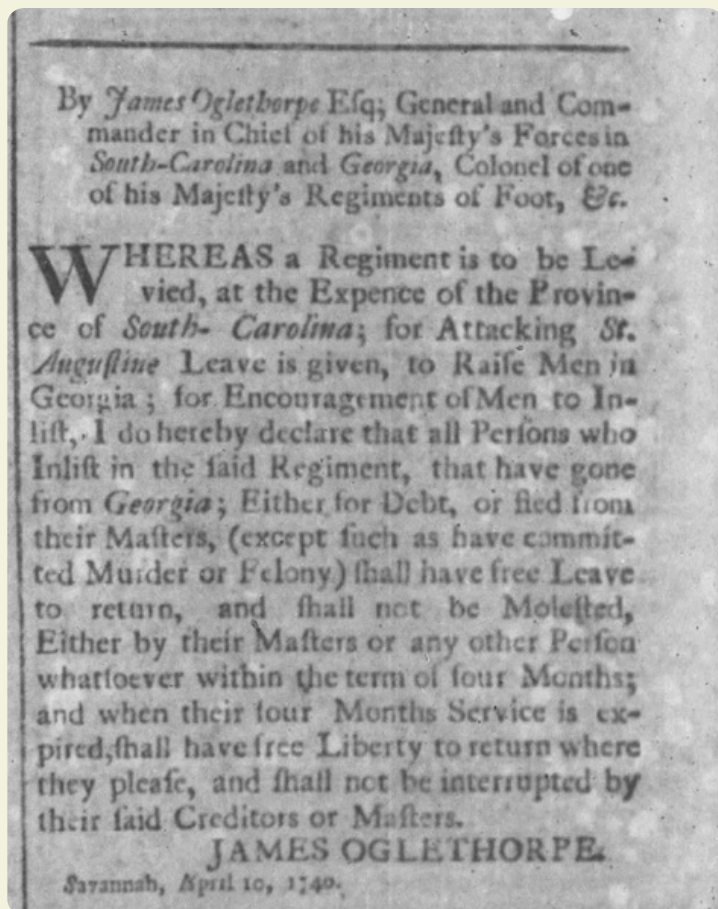 By James Oglethorpe Eſq; General and Com-
mander in Chief of his Majeſty's Forces in
South-Carolina and Georgia, Colonel of one
of his Majeſty's Regiments of Foot, &c.
WHEREAS a Regiment is to be Le-
vied, at the Expence of the Provin-
ce of South- Carolina; for Attacking St.
Auguſtine Leave is given, to Raiſe Men in
Georgia; for Encouragement of Men to In-
liſt, I do hereby declare that all Perſons who
Inliſt in the ſaid Regiment, that have gone
from Georgia; Either for Debt, or fled from
their Maſters, (except ſuch as have commit-
ted Murder or Felony) ſhall have free Leave
to return, and ſhall not be Moleſted,
Either by their Maſters or any other Perſon
whatſoever within the term of four Months;
and when their four Months Service is ex-
pired, ſhall have free Liberty to return where
they pleaſe, and ſhall not be interrupted by
their ſaid Creditors or Maſters.
JAMES OGLETHORPE.
Savannah, April 10, 1740.